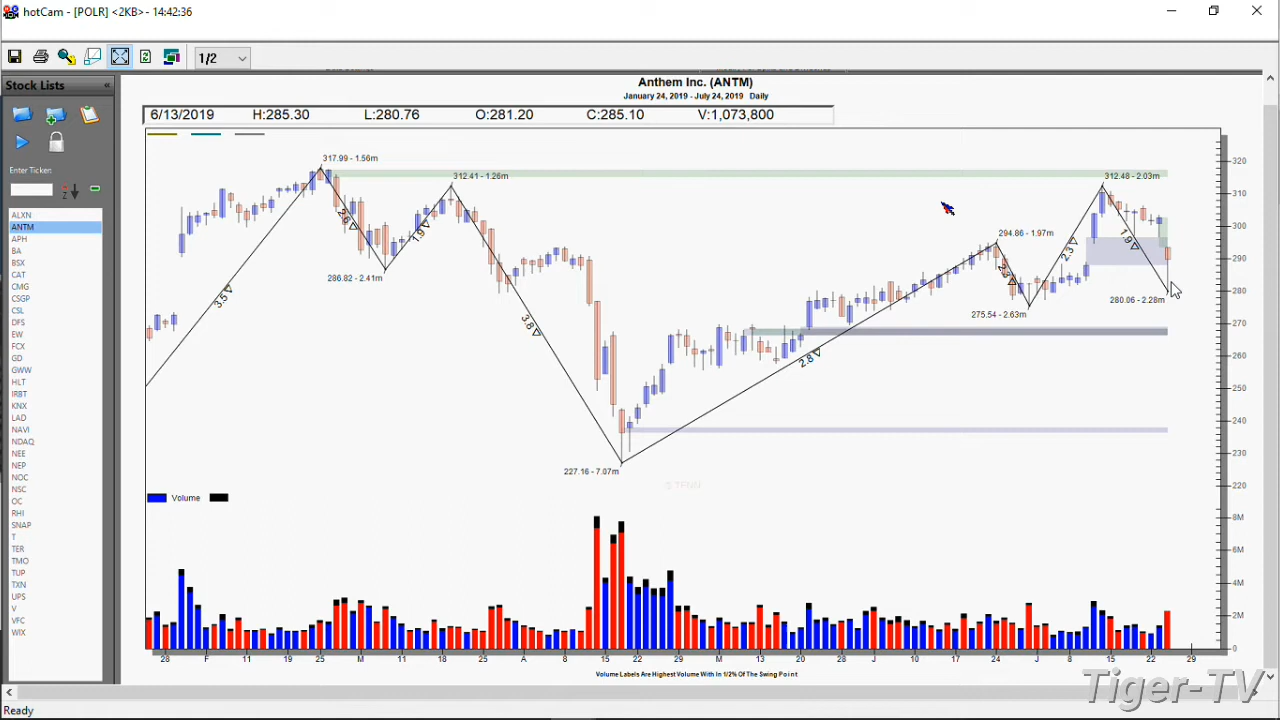 hotCam - [POLR] <2KB> - 14:42:36
1/2
Stock Lists «
Enter Ticker:
ALXN
ANTM
APH
BA
BSX
CAT
CMG
CSGP
CSL
DFS
EW
FCX
GD
GWW
HLT
IRBT
KNX
LAD
NAVI
NDAQ
NEE
NEP
NOC
NSC
OC
RHI
SNAP
T
TER
TMO
TUP
TXN
UPS
V
VFC
WIX
Anthem Inc. (ANTM)
January 24, 2019 - July 24, 2019 Daily
6/13/2019 H:285.30 L:280.76 O:281.20 C:285.10 V:1,073,800
317.99 - 1.56m
312.41 - 1.26m
312.48 - 2.03m
294.86 - 1.97m
286.82 - 2.41m
280.06 - 2.28m
275.54 - 2.63m
227.16 - 7.07m
3.5
2.6
1.9
3.8
2.8
2.3
1.9
320
310
300
290
280
270
260
250
240
230
220
© TFNN
Volume
8M
6M
4M
2M
0
28 F 11 19 25 M 11 18 25 A 8 15 22 29 M 13 20 28 J 10 17 24 J 8 15 22 29
Volume Labels Are Highest Volume With In 1/2% Of The Swing Point
Tiger-TV
Ready